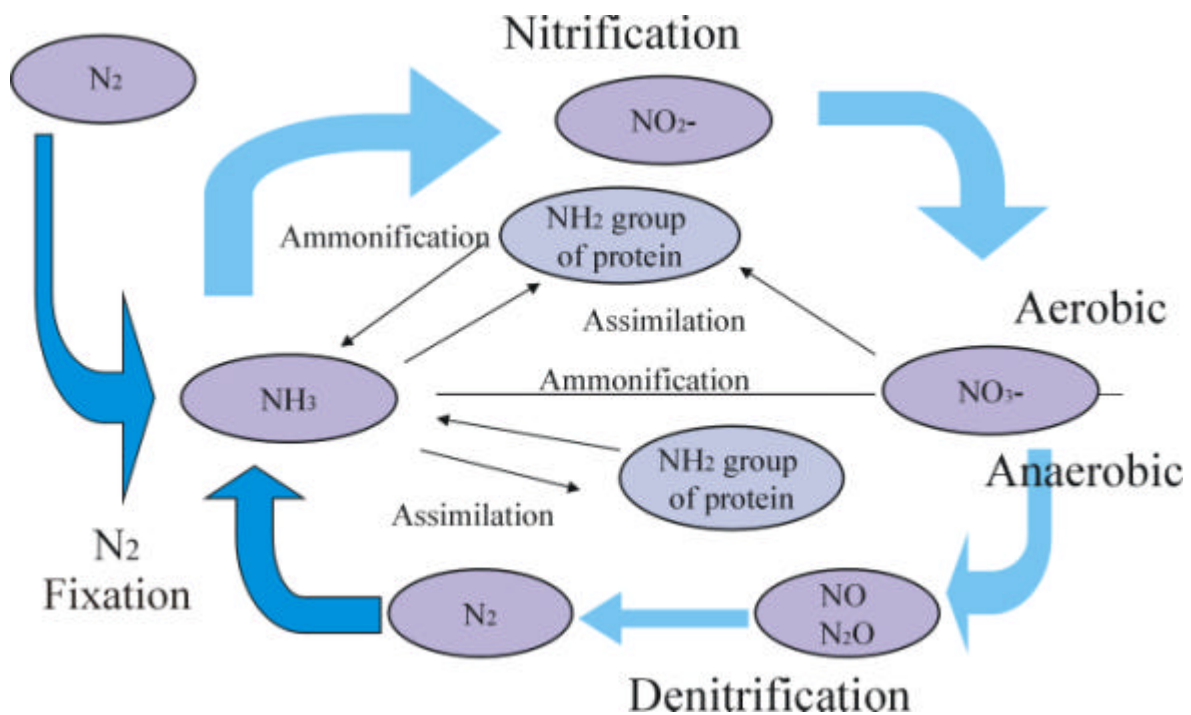 Nitrification
N2
NO2-
NH2 group
of protein
Ammonification
Assimilation
Aerobic
NH3
Ammonification
NO3-
Anaerobic
NH2 group
of protein
Assimilation
N2
Fixation
N2
NO
N2O
Denitrification